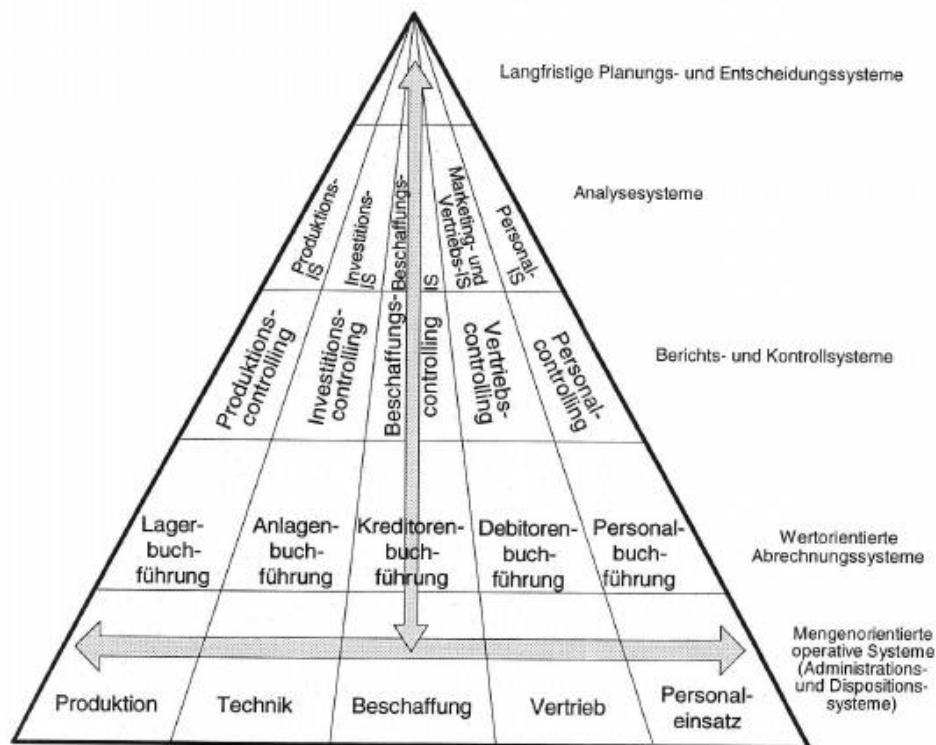 Langfristige Planungs- und Entscheidungssysteme
Produktions-
IS
Investitions-
IS
Beschaffungs-
IS
Marketing- und
Vertriebs-IS
Personal-
IS
Analysesysteme
Produktions-
controlling
Investitions-
controlling
Beschaffungs-
controlling
Vertriebs-
controlling
Personal-
controlling
Berichts- und Kontrollsysteme
Lager-
buch-
führung
Anlagen-
buch-
führung
Kreditoren-
buch-
führung
Debitoren-
buch-
führung
Personal-
buch-
führung
Wertorientierte
Abrechnungssysteme
Produktion
Technik
Beschaffung
Vertrieb
Personal-
einsatz
Mengenorientierte
operative Systeme
(Administrations-
und Dispositions-
systeme)